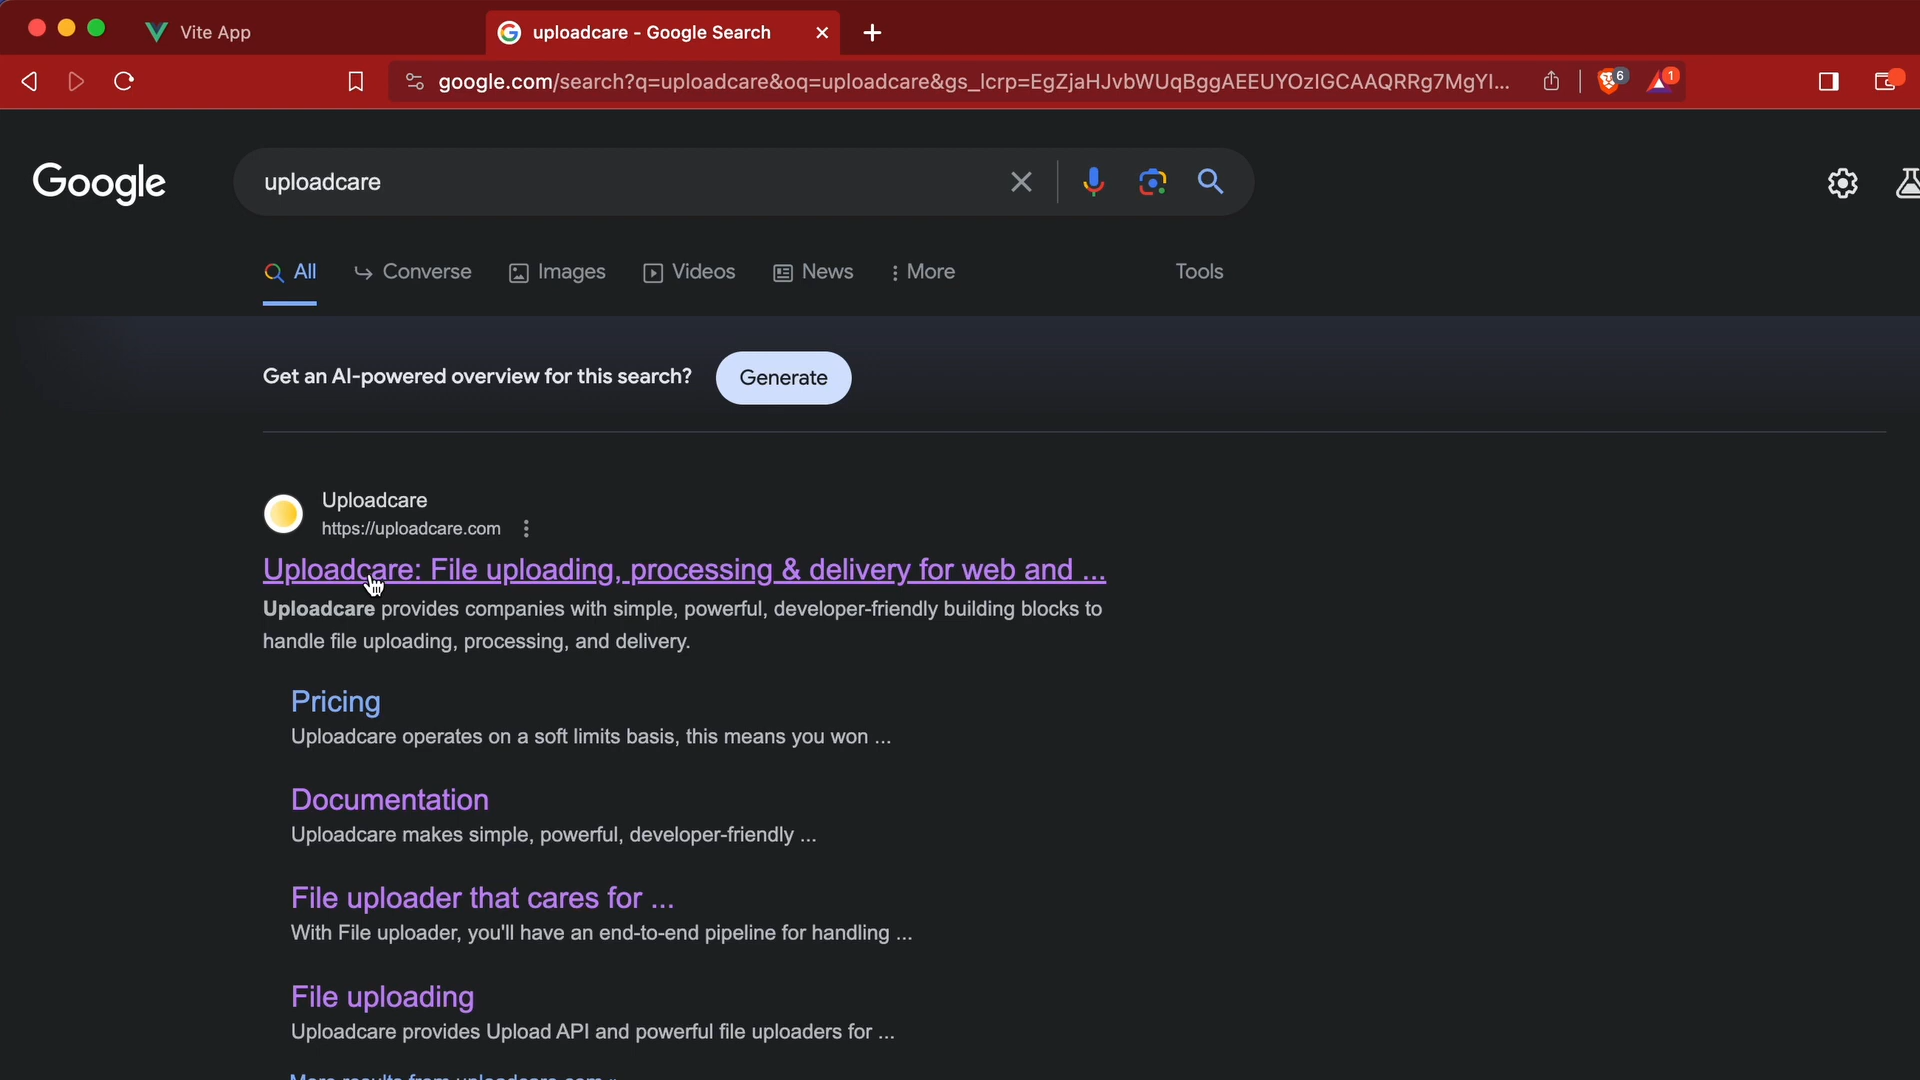 Vite App
uploadcare - Google Search
google.com/search?q=uploadcare&oq=uploadcare&gs_lcrp=EgZjaHJvbWUqBggAEEUYOzIGCAAQRRg7MgYI...
6
1
Google
uploadcare
All
Converse
Images
Videos
News
More
Tools
Get an AI-powered overview for this search?
Generate
Uploadcare
https://uploadcare.com
Uploadcare: File uploading, processing & delivery for web and ...
Uploadcare provides companies with simple, powerful, developer-friendly building blocks to
handle file uploading, processing, and delivery.
Pricing
Uploadcare operates on a soft limits basis, this means you won ...
Documentation
Uploadcare makes simple, powerful, developer-friendly ...
File uploader that cares for ...
With File uploader, you'll have an end-to-end pipeline for handling ...
File uploading
Uploadcare provides Upload API and powerful file uploaders for ...
More results from uploadcare.com »